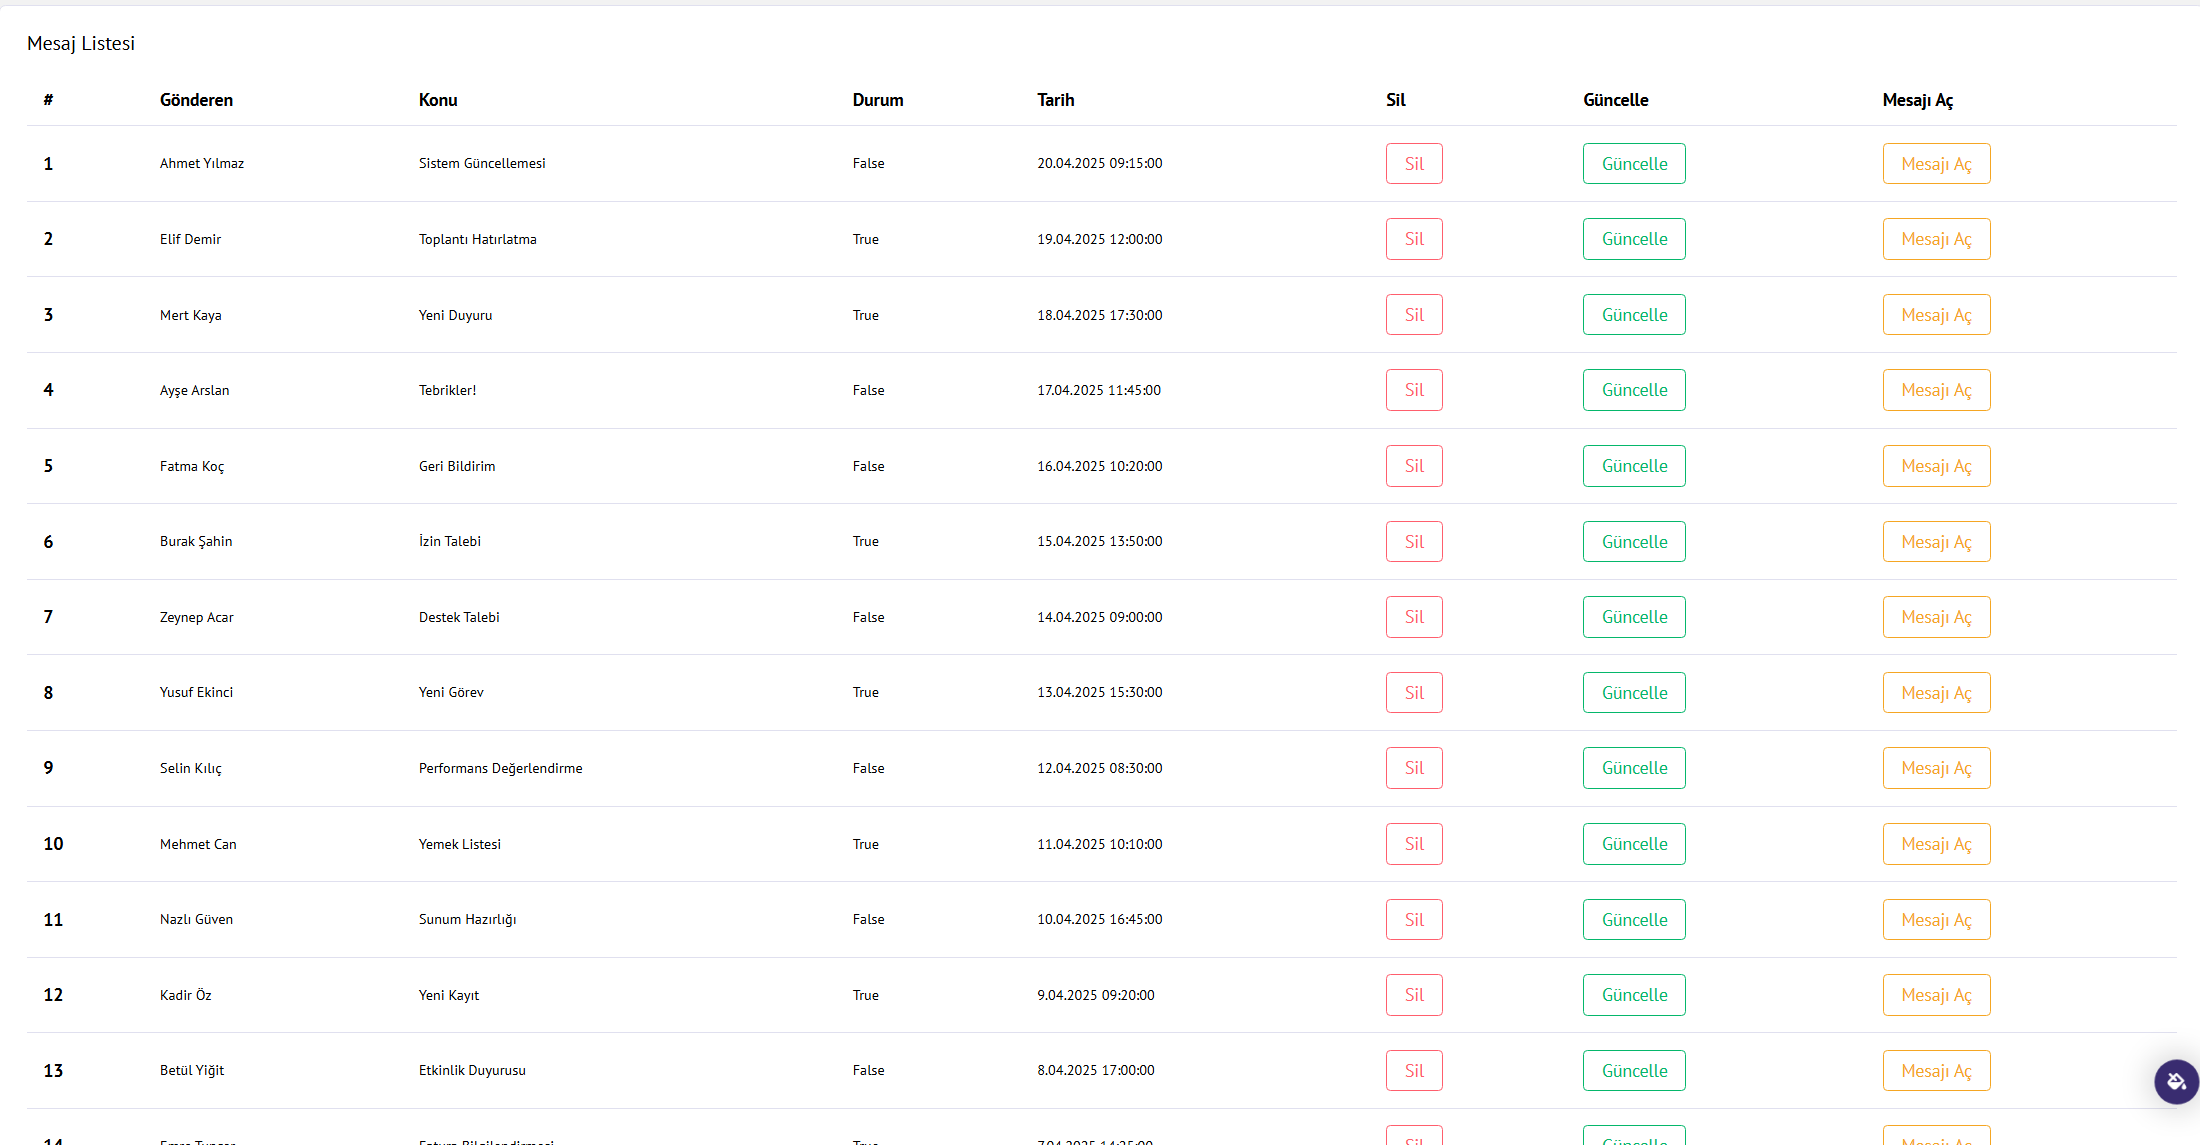 Mesaj Listesi
# Gönderen Konu Durum Tarih Sil Güncelle Mesajı Aç
1 Ahmet Yılmaz Sistem Güncellemesi False 20.04.2025 09:15:00 Sil Güncelle Mesajı Aç
2 Elif Demir Toplantı Hatırlatma True 19.04.2025 12:00:00 Sil Güncelle Mesajı Aç
3 Mert Kaya Yeni Duyuru True 18.04.2025 17:30:00 Sil Güncelle Mesajı Aç
4 Ayşe Arslan Tebrikler! False 17.04.2025 11:45:00 Sil Güncelle Mesajı Aç
5 Fatma Koç Geri Bildirim False 16.04.2025 10:20:00 Sil Güncelle Mesajı Aç
6 Burak Şahin İzin Talebi True 15.04.2025 13:50:00 Sil Güncelle Mesajı Aç
7 Zeynep Acar Destek Talebi False 14.04.2025 09:00:00 Sil Güncelle Mesajı Aç
8 Yusuf Ekinci Yeni Görev True 13.04.2025 15:30:00 Sil Güncelle Mesajı Aç
9 Selin Kılıç Performans Değerlendirme False 12.04.2025 08:30:00 Sil Güncelle Mesajı Aç
10 Mehmet Can Yemek Listesi True 11.04.2025 10:10:00 Sil Güncelle Mesajı Aç
11 Nazlı Güven Sunum Hazırlığı False 10.04.2025 16:45:00 Sil Güncelle Mesajı Aç
12 Kadir Öz Yeni Kayıt True 9.04.2025 09:20:00 Sil Güncelle Mesajı Aç
13 Betül Yiğit Etkinlik Duyurusu False 8.04.2025 17:00:00 Sil Güncelle Mesajı Aç
14 True Sil Güncelle Mesajı Aç